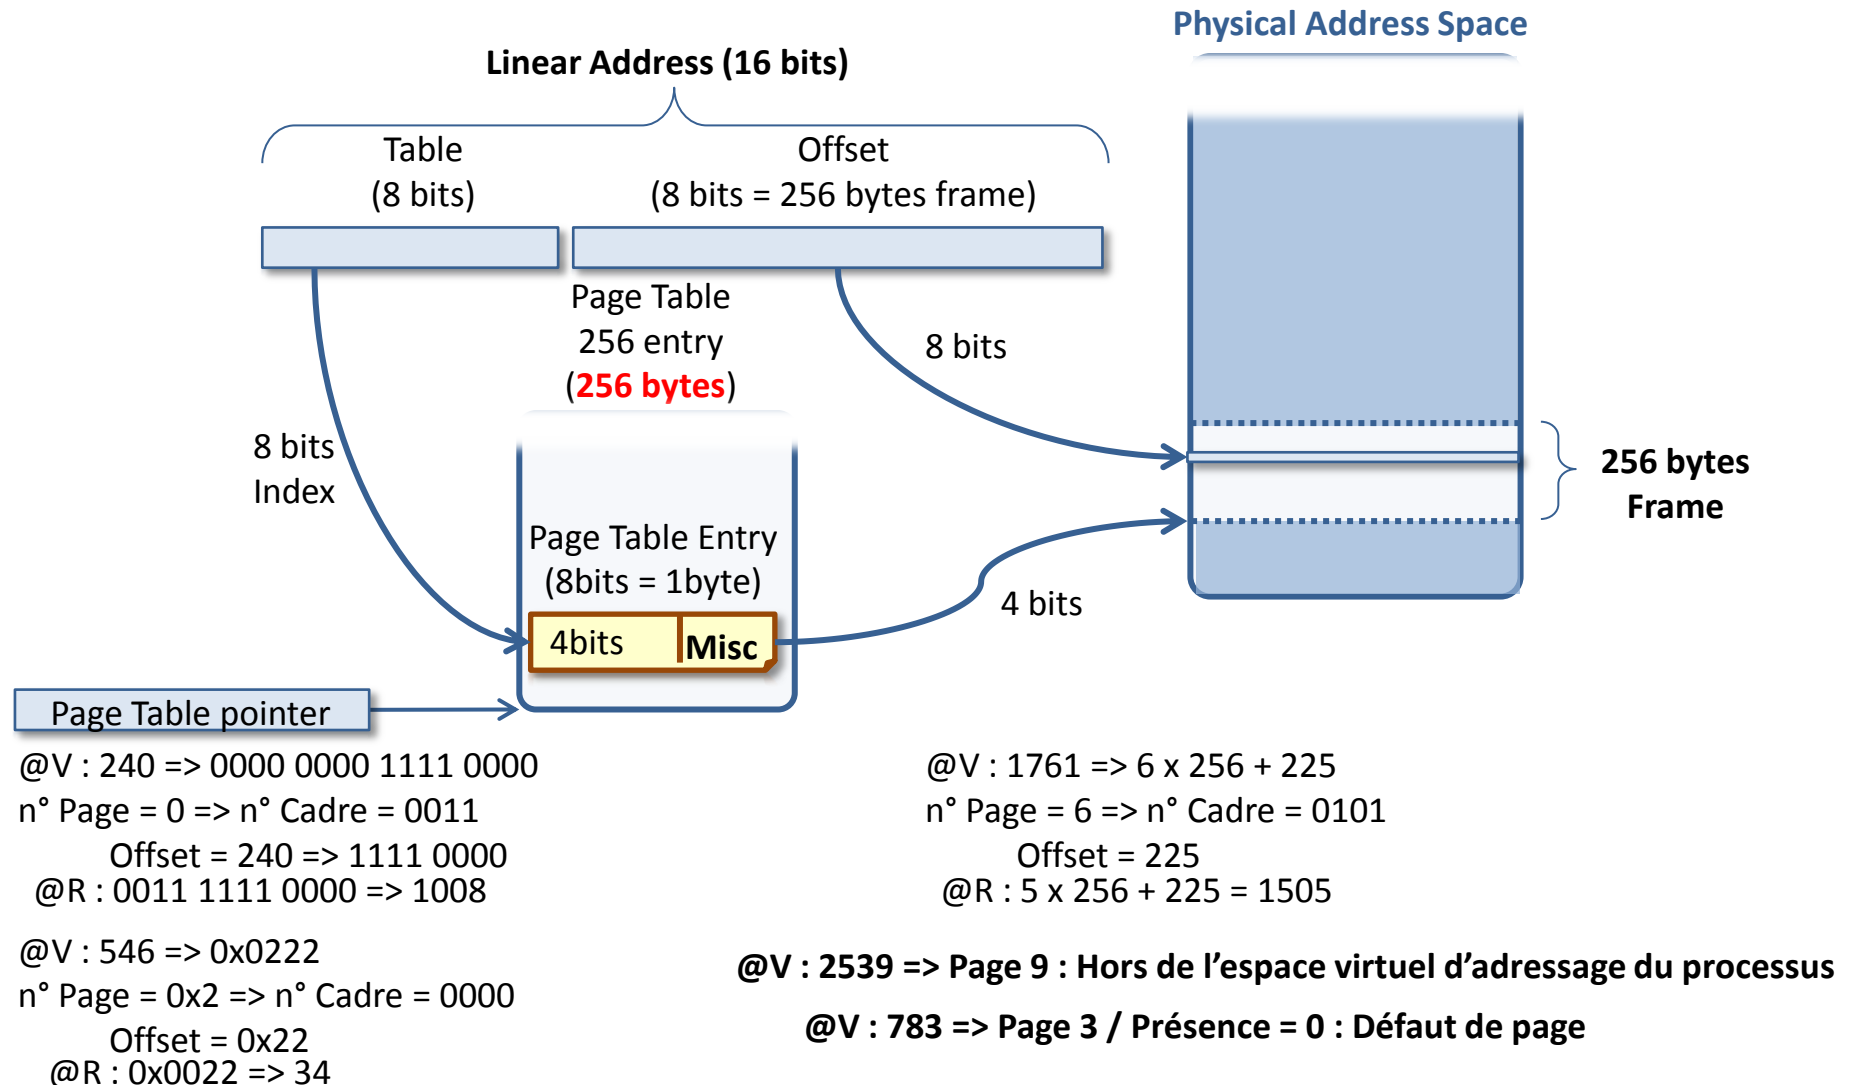 Physical Address Space
Linear Address (16 bits)
Table
(8 bits)
Offset
(8 bits = 256 bytes frame)
Page Table
256 entry
(256 bytes)
8 bits
8 bits
Index
256 bytes
Frame
Page Table Entry
(8bits = 1byte)
4bits
Misc
4 bits
Page Table pointer
@V : 240 => 0000 0000 1111 0000
n° Page = 0 => n° Cadre = 0011
Offset = 240 => 1111 0000
@R : 0011 1111 0000 => 1008
@V : 546 => 0x0222
n° Page = 0x2 => n° Cadre = 0000
Offset = 0x22
@R : 0x0022 => 34
@V : 1761 => 6 x 256 + 225
n° Page = 6 => n° Cadre = 0101
Offset = 225
@R : 5 x 256 + 225 = 1505
@V : 2539 => Page 9 : Hors de l’espace virtuel d’adressage du processus
@V : 783 => Page 3 / Présence = 0 : Défaut de page